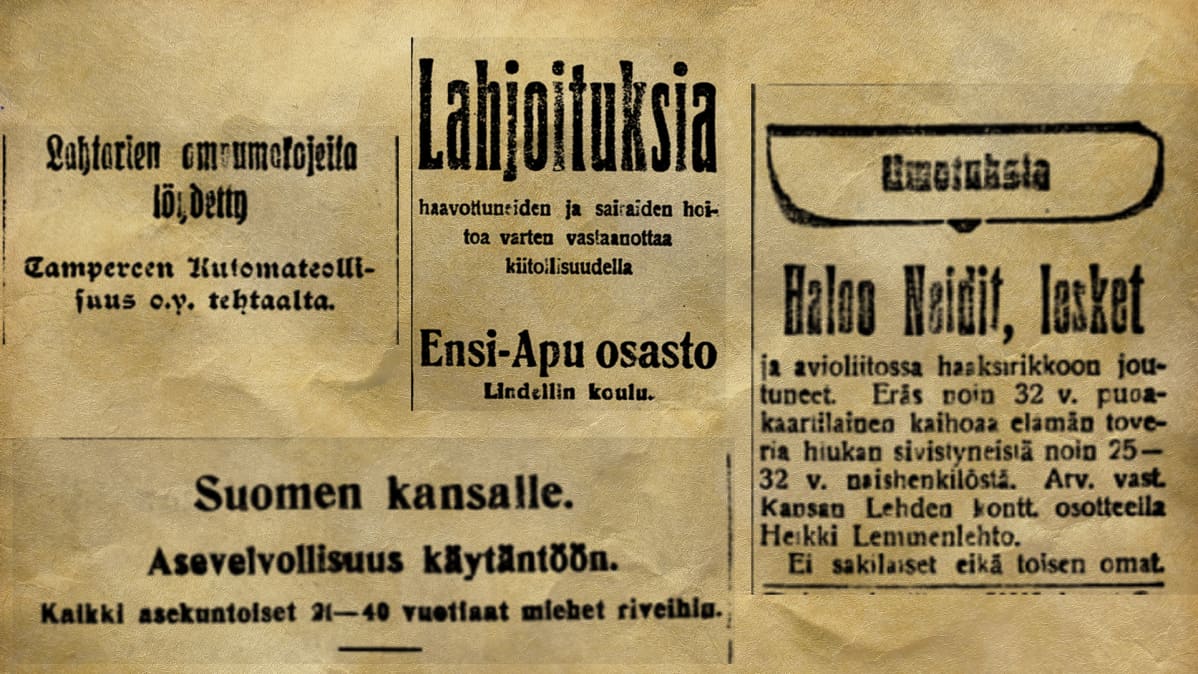 Lahtarien ammumakojeita
löydetty
Tampereen Automateolli-
suus o.y. tehtaalta.
Lahjoituksia
haavoittuneiden ja sairaiden hoi-
toa varten vastaanottaa
kiitollisuudella
Ensi-Apu osasto
Lindellin koulu.
Ilmotuksia
Haloo Neidit, lesket
ja avioliitossa haaksirikkoon jou-
tuneet. Eräs noin 32 v. puna-
kaartilainen kaihoaa elämän tove-
ria hiukan sivistyneistä noin 25—
32 v. naishenkilöstä. Arv. vast.
Kansan Lehden kontt. osotteella
Heikki Lemmenlehto.
Ei sakilaiset eikä toisen omat.
Suomen kansalle.
Asevelvollisuus käytäntöön.
Kaikki asekuntoiset 21—40 vuotiaat miehet riveihin.